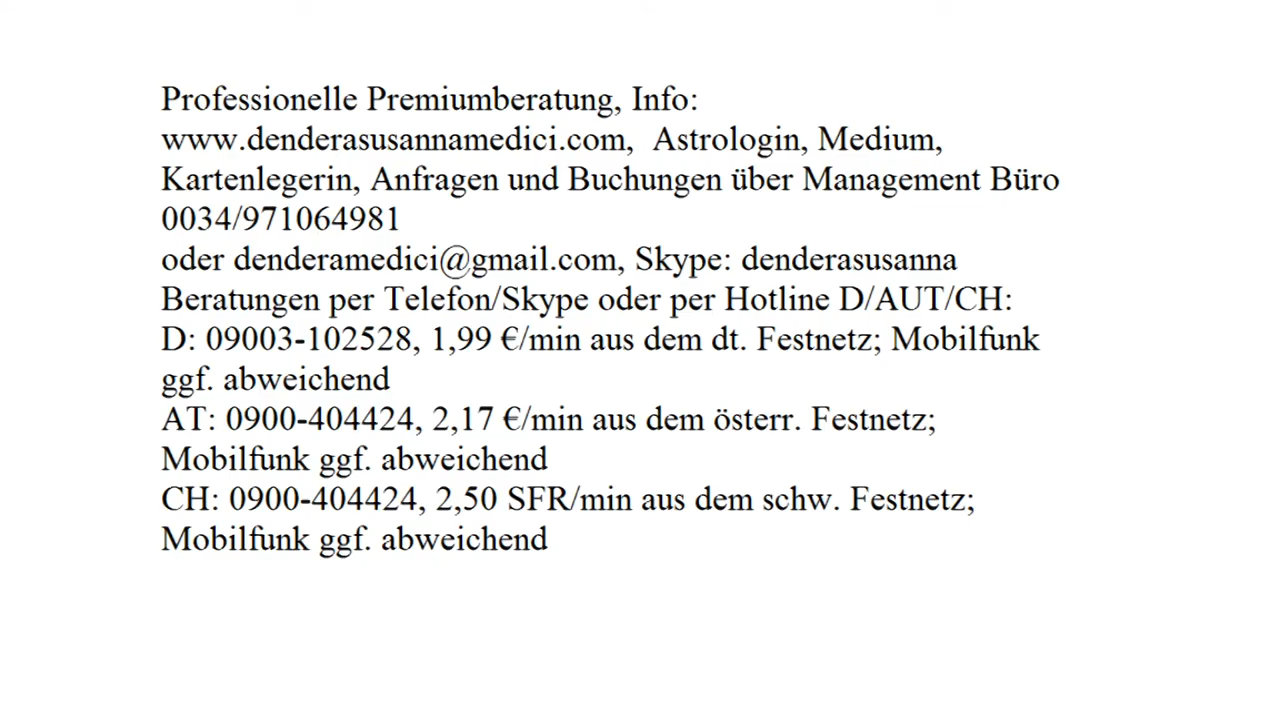 Professionelle Premiumberatung, Info:
www.denderasusannamedici.com,  Astrologin, Medium,
Kartenlegerin, Anfragen und Buchungen über Management Büro
0034/971064981
oder denderamedici@gmail.com, Skype: denderasusanna
Beratungen per Telefon/Skype oder per Hotline D/AUT/CH:
D: 09003-102528, 1,99 €/min aus dem dt. Festnetz; Mobilfunk
ggf. abweichend
AT: 0900-404424, 2,17 €/min aus dem österr. Festnetz;
Mobilfunk ggf. abweichend
CH: 0900-404424, 2,50 SFR/min aus dem schw. Festnetz;
Mobilfunk ggf. abweichend